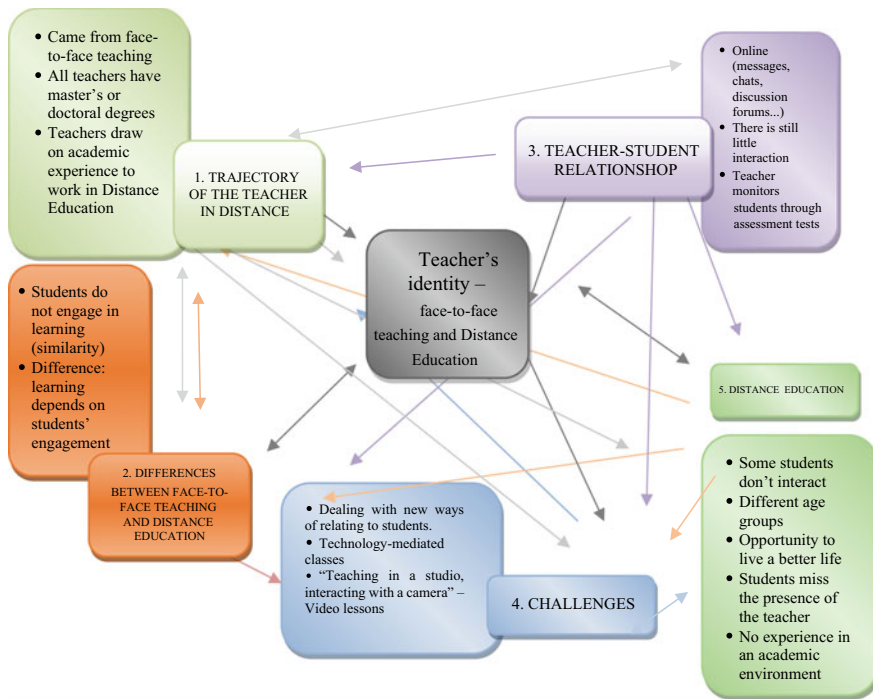 • Came from face-
to-face teaching
• All teachers have
master's or
doctoral degrees
• Teachers draw
on academic
experience to
work in Distance
Education
1. TRAJECTORY
OF THE TEACHER
IN DISTANCE
• Online
(messages,
chats,
discussion
forums...)
• There is still
little
interaction
• Teacher
monitors
students through
assessment tests
3. TEACHER-STUDENT
RELATIONSHIP
Teacher's
identity –
face-to-face
teaching and Distance
Education
• Students do
not engage in
learning
(similarity)
• Difference:
learning
depends on
students'
engagement
2. DIFFERENCES
BETWEEN FACE-TO-
FACE TEACHING
AND DISTANCE
EDUCATION
• Dealing with new ways
of relating to students.
• Technology-mediated
classes
• “Teaching in a studio,
interacting with a camera” –
Video lessons
4. CHALLENGES
5. DISTANCE EDUCATION
• Some students
don't interact
• Different age
groups
• Opportunity to
live a better life
• Students miss
the presence of
the teacher
• No experience in
an academic
environment